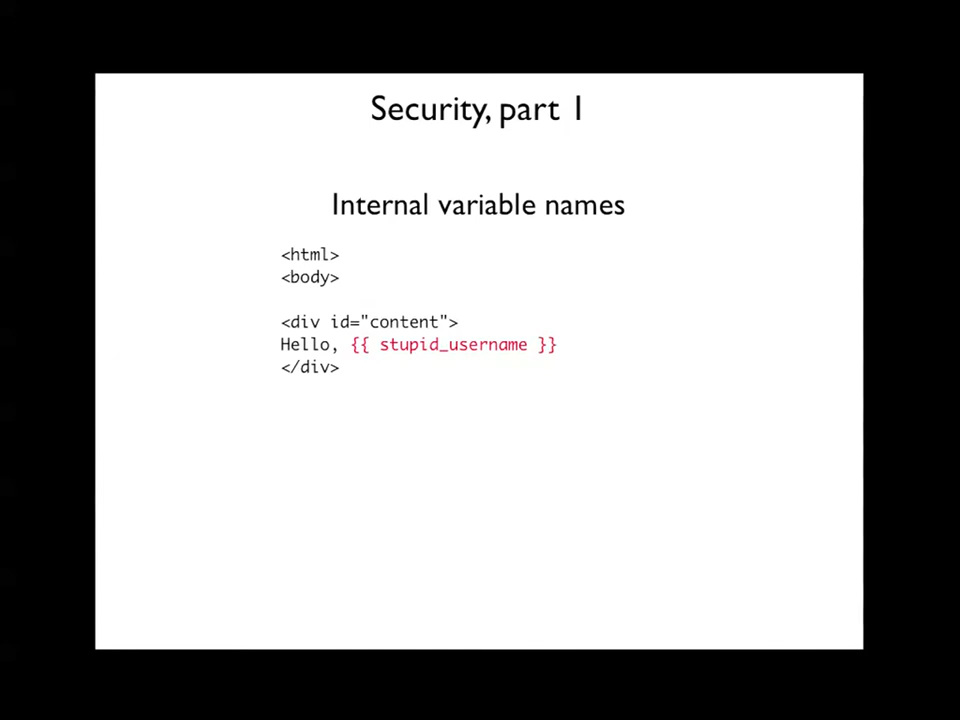 Security, part 1
Internal variable names
<html>
<body>
<div id="content">
Hello, {{ stupid_username }}
</div>